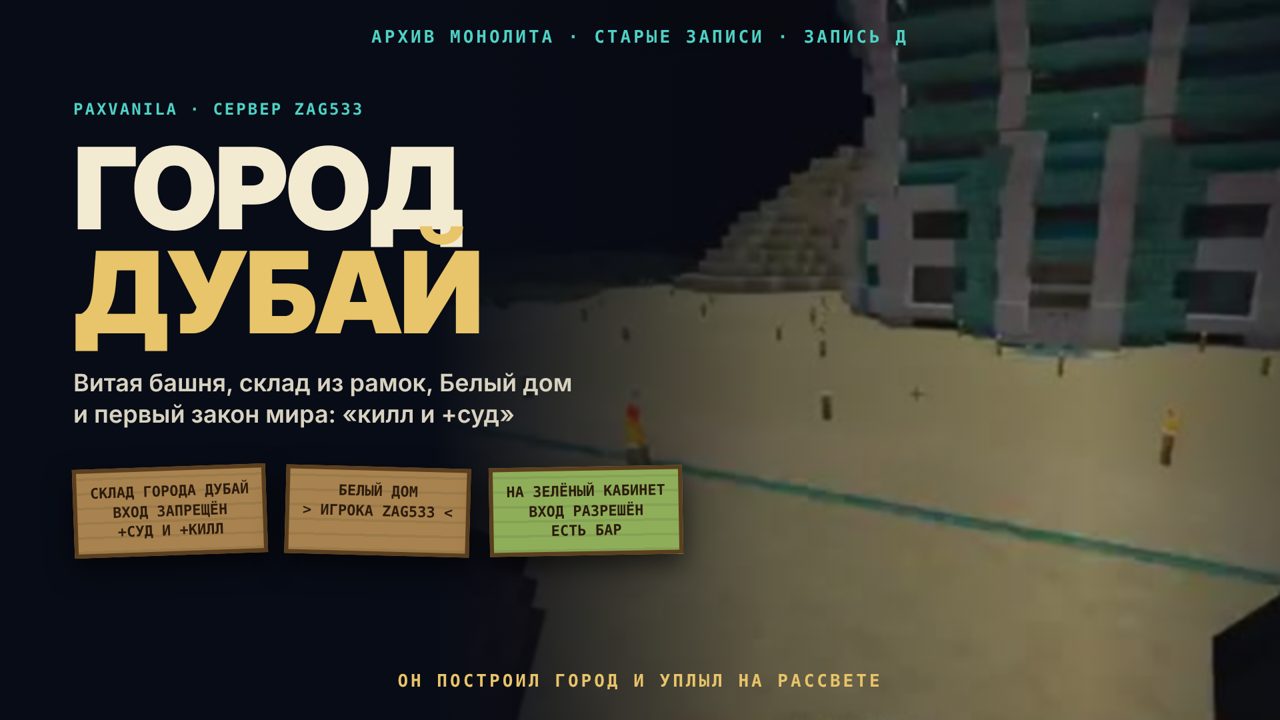 АРХИВ МОНОЛИТА · СТАРЫЕ ЗАПИСИ · ЗАПИСЬ Д
PAXVANILA · СЕРВЕР ZAG533
ГОРОД
ДУБАЙ
Витая башня, склад из рамок, Белый дом
и первый закон мира: «килл и +суд»
СКЛАД ГОРОДА ДУБАЙ
ВХОД ЗАПРЕЩЁН
+СУД И +КИЛЛ
БЕЛЫЙ ДОМ
> ИГРОКА ZAG533 <
НА ЗЕЛЁНЫЙ КАБИНЕТ
ВХОД РАЗРЕШЁН
ЕСТЬ БАР
ОН ПОСТРОИЛ ГОРОД И УПЛЫЛ НА РАССВЕТЕ